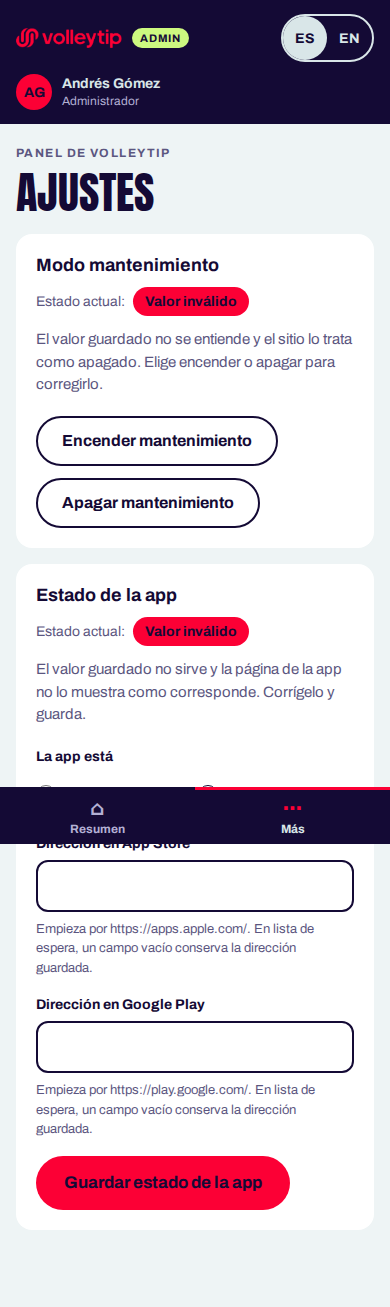 volleytip ADMIN ES EN
AG Andrés Gómez
Administrador
PANEL DE VOLLEYTIP
AJUSTES
Modo mantenimiento
Estado actual: Valor inválido
El valor guardado no se entiende y el sitio lo trata
como apagado. Elige encender o apagar para
corregirlo.
Encender mantenimiento
Apagar mantenimiento
Estado de la app
Estado actual: Valor inválido
El valor guardado no sirve y la página de la app
no lo muestra como corresponde. Corrígelo y
guarda.
La app está
Resumen Más
Dirección en App Store
Empieza por https://apps.apple.com/. En lista de
espera, un campo vacío conserva la dirección
guardada.
Dirección en Google Play
Empieza por https://play.google.com/. En lista de
espera, un campo vacío conserva la dirección
guardada.
Guardar estado de la app